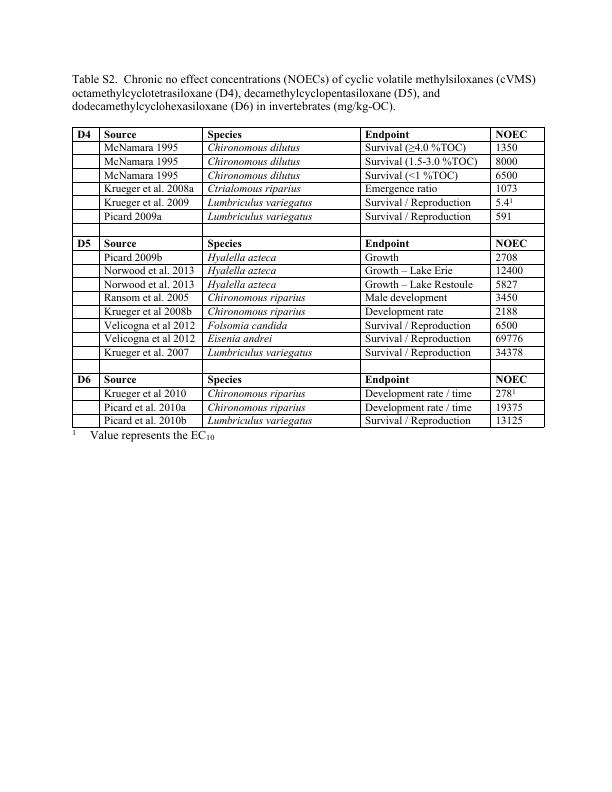 Table S2.  Chronic no effect concentrations (NOECs) of cyclic volatile methylsiloxanes (cVMS)
octamethylcyclotetrasiloxane (D4), decamethylcyclopentasiloxane (D5), and
dodecamethylcyclohexasiloxane (D6) in invertebrates (mg/kg-OC).
D4 Source Species Endpoint NOEC
McNamara 1995 Chironomous dilutus Survival (≥4.0 %TOC) 1350
McNamara 1995 Chironomous dilutus Survival (1.5-3.0 %TOC) 8000
McNamara 1995 Chironomous dilutus Survival (<1 %TOC) 6500
Krueger et al. 2008a Ctrialomous riparius Emergence ratio 1073
Krueger et al. 2009 Lumbriculus variegatus Survival / Reproduction 5.4¹
Picard 2009a Lumbriculus variegatus Survival / Reproduction 591
D5 Source Species Endpoint NOEC
Picard 2009b Hyalella azteca Growth 2708
Norwood et al. 2013 Hyalella azteca Growth – Lake Erie 12400
Norwood et al. 2013 Hyalella azteca Growth – Lake Restoule 5827
Ransom et al. 2005 Chironomous riparius Male development 3450
Krueger et al 2008b Chironomous riparius Development rate 2188
Velicogna et al 2012 Folsomia candida Survival / Reproduction 6500
Velicogna et al 2012 Eisenia andrei Survival / Reproduction 69776
Krueger et al. 2007 Lumbriculus variegatus Survival / Reproduction 34378
D6 Source Species Endpoint NOEC
Krueger et al 2010 Chironomous riparius Development rate / time 278¹
Picard et al. 2010a Chironomous riparius Development rate / time 19375
Picard et al. 2010b Lumbriculus variegatus Survival / Reproduction 13125
¹ Value represents the EC₁₀